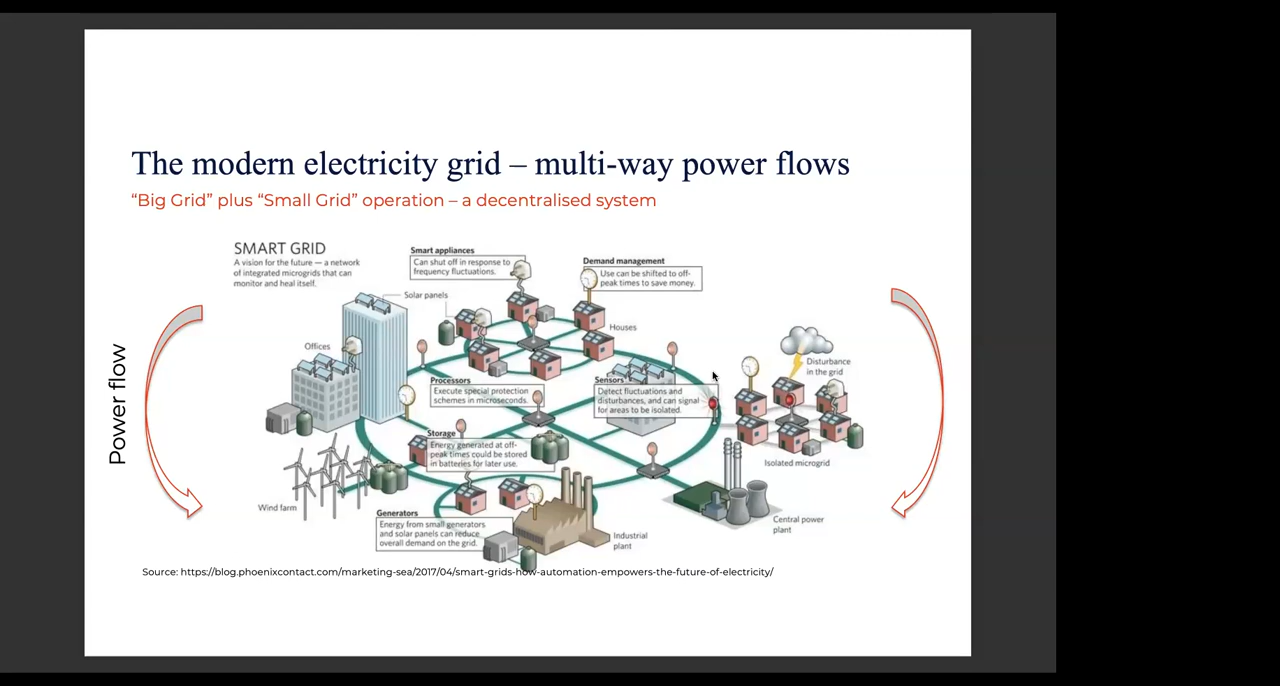 The modern electricity grid – multi-way power flows
“Big Grid” plus “Small Grid” operation – a decentralised system
SMART GRID
A vision for the future — a network
of integrated microgrids that can
monitor and heal itself.
Smart appliances
Can shut off in response to
frequency fluctuations.
Demand management
Use can be shifted to off-
peak times to save money.
Solar panels
Houses
Offices
Disturbance
in the grid
Processors
Execute special protection
schemes in microseconds.
Sensors
Detect fluctuations and
disturbances, and can signal
for areas to be isolated.
Power flow
Storage
Energy generated at off-
peak times could be stored
in batteries for later use.
Isolated microgrid
Wind farm
Generators
Energy from small generators
and solar panels can reduce
overall demand on the grid.
Industrial
plant
Central power
plant
Source: https://blog.phoenixcontact.com/marketing-sea/2017/04/smart-grids-how-automation-empowers-the-future-of-electricity/